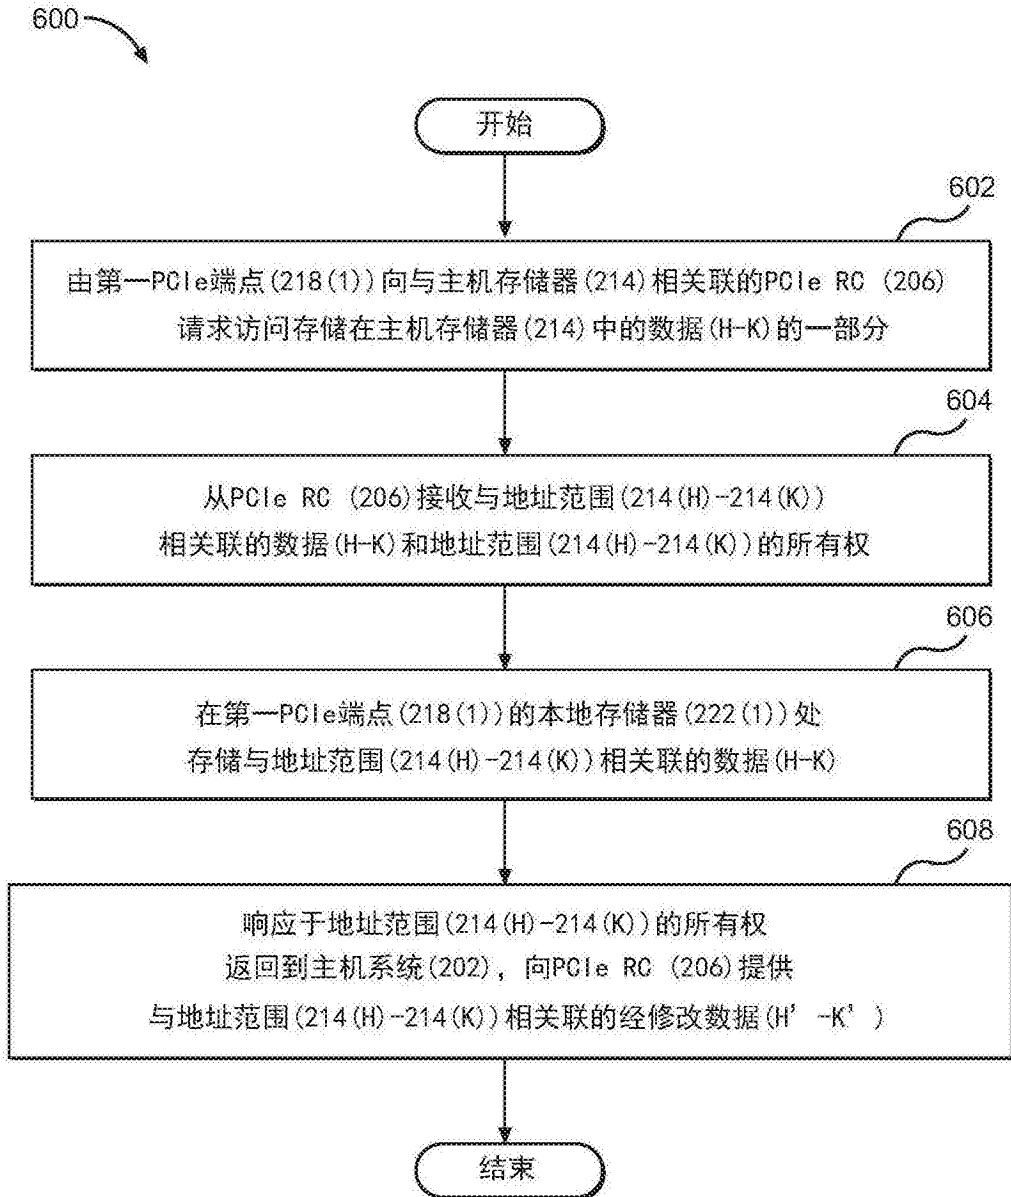 600
开始
602
由第一PCIe端点(218(1))向与主机存储器(214)相关联的PCIe RC (206)
请求访问存储在主机存储器(214)中的数据(H-K)的一部分
604
从PCIe RC (206)接收与地址范围(214(H)-214(K))
相关联的数据(H-K)和地址范围(214(H)-214(K))的所有权
606
在第一PCIe端点(218(1))的本地存储器(222(1))处
存储与地址范围(214(H)-214(K))相关联的数据(H-K)
608
响应于地址范围(214(H)-214(K))的所有权
返回到主机系统(202), 向PCIe RC (206)提供
与地址范围(214(H)-214(K))相关联的经修改数据(H'-K')
结束